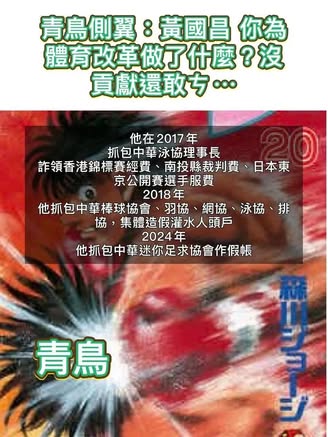 青鳥側翼：黃國昌 你為
體育改革做了什麼？沒
貢獻還敢ㄘ⋯
20
他在2017年
抓包中華泳協理事長
詐領香港錦標賽經費、南投縣裁判費、日本東
京公開賽選手服費
2018年
他抓包中華棒球協會、羽協、網協、泳協、排
協，集體造假灌水人頭戶
2024年
他抓包中華迷你足求協會作假帳
森川ジョージ
青鳥